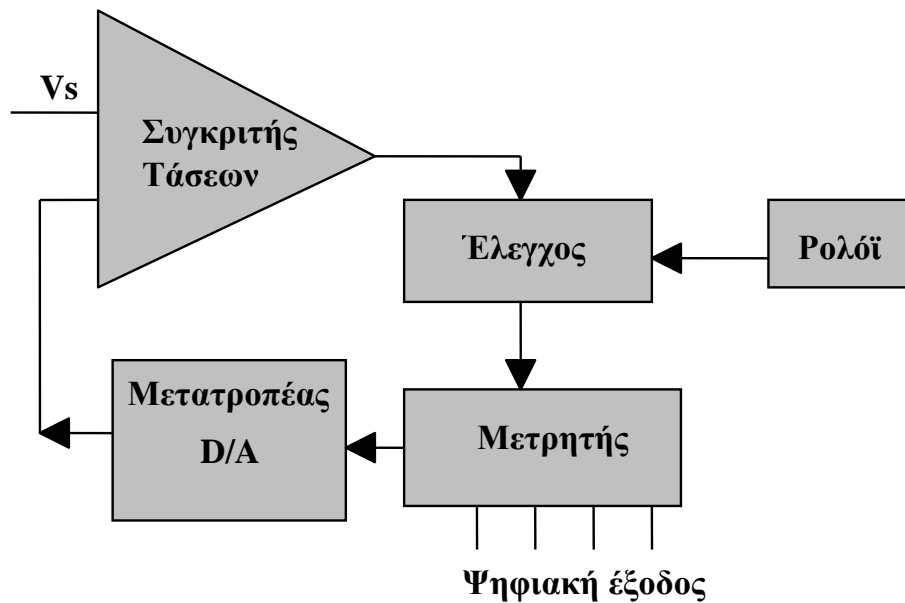 Vs
Συγκριτής
Τάσεων
Έλεγχος
Ρολόϊ
Μετατροπέας
D/A
Μετρητής
Ψηφιακή έξοδος